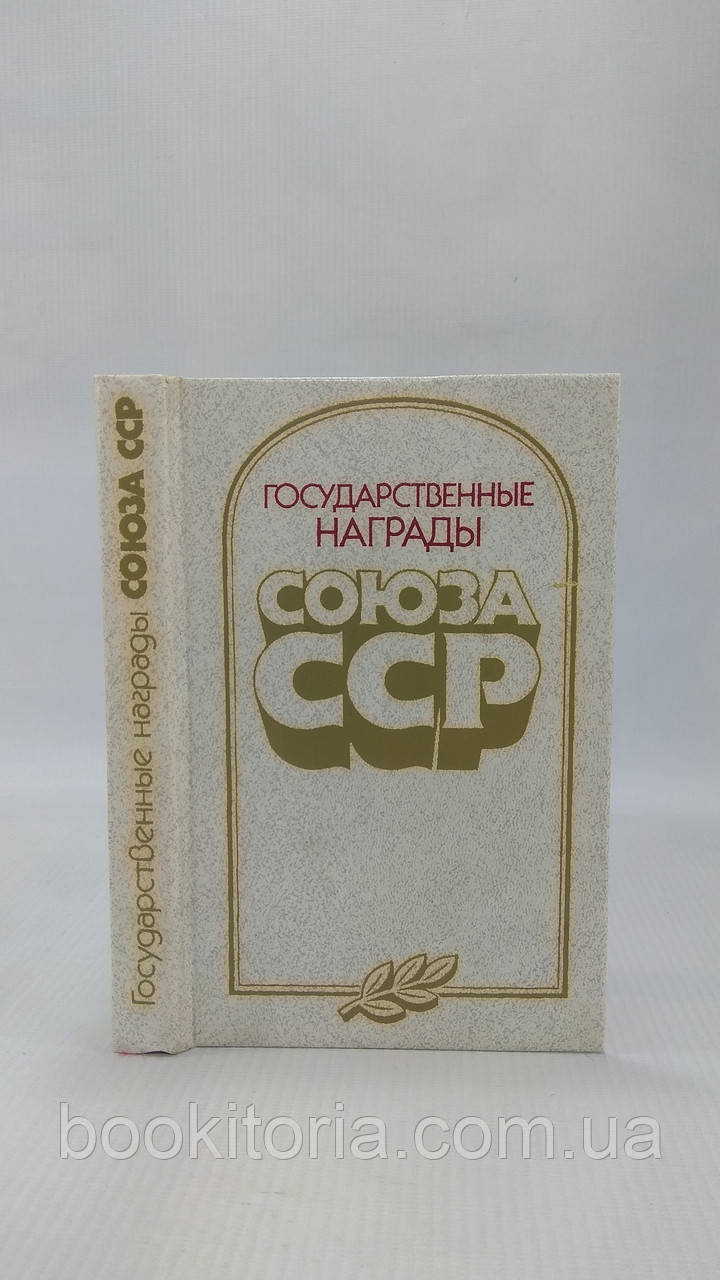 Государственные награды СОЮЗА ССР
ГОСУДАРСТВЕННЫЕ
НАГРАДЫ
СОЮЗА
ССР
bookitoria.com.ua